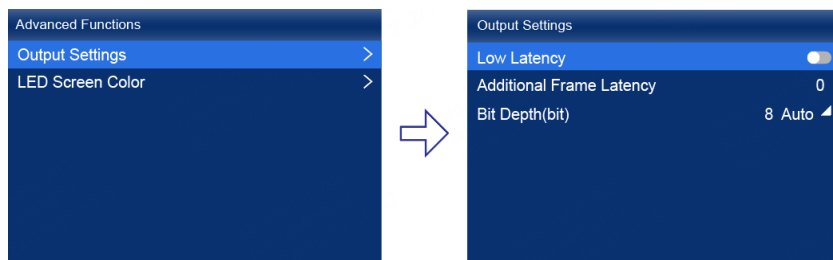 Advanced Functions
Output Settings
LED Screen Color
Output Settings
Low Latency
Additional Frame Latency 0
Bit Depth(bit) 8 Auto